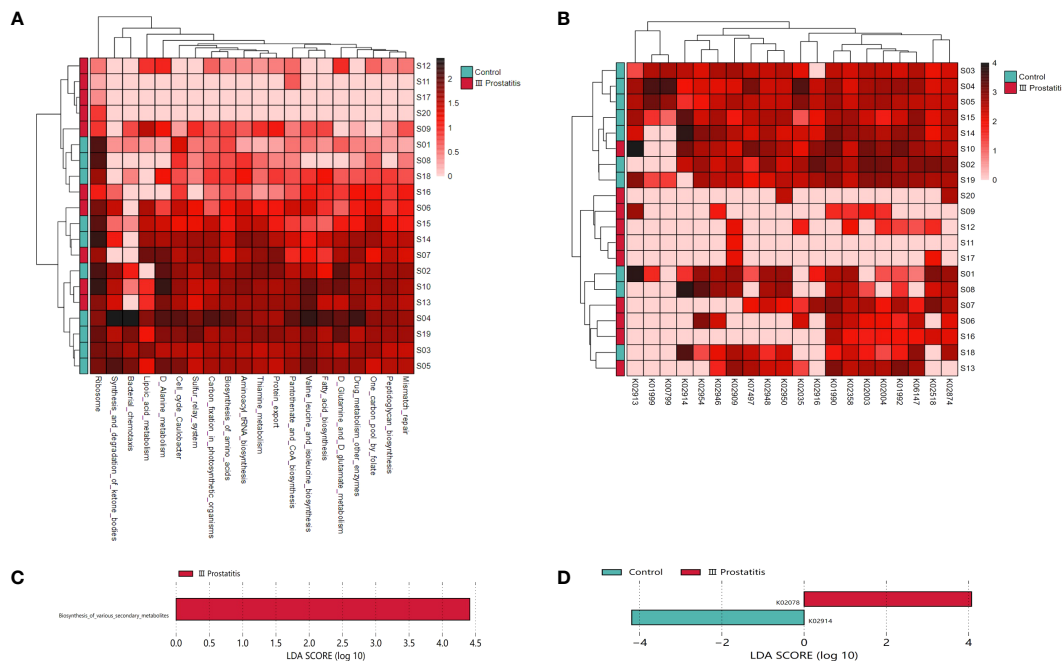 A
Control
Ⅲ Prostatitis
2
1.5
1
0.5
0
S12
S11
S17
S20
S09
S01
S08
S18
S16
S06
S15
S14
S07
S02
S10
S13
S04
S19
S03
S05
Ribosome
Synthesis_and_degradation_of_ketone_bodies
Bacterial_chemotaxis
Lipoic_acid_metabolism
D_Alanine_metabolism
Cell_cycle_Caulobacter
Sulfur_relay_system
Carbon_fixation_in_photosynthetic_organisms
Biosynthesis_of_amino_acids
Aminoacyl_tRNA_biosynthesis
Thiamine_metabolism
Protein_export
Pantothenate_and_CoA_biosynthesis
Valine_leucine_and_isoleucine_biosynthesis
Fatty_acid_biosynthesis
D_Glutamine_and_D_glutamate_metabolism
Drug_metabolism_other_enzymes
One_carbon_pool_by_folate
Peptidoglycan_biosynthesis
Mismatch_repair
B
Control
Ⅲ Prostatiti
4
3
2
1
0
S03
S04
S05
S15
S14
S10
S02
S19
S20
S09
S12
S11
S17
S01
S08
S07
S06
S16
S18
S13
K02913
K01999
K00799
K02914
K02954
K02946
K02909
K07497
K02948
K02950
K02035
K02916
K01990
K02358
K02003
K02004
K01992
K06147
K02518
K02874
C
Ⅲ Prostatitis
Biosynthesis_of_various_secondary_metabolites
0.0 0.5 1.0 1.5 2.0 2.5 3.0 3.5 4.0 4.5
LDA SCORE (log 10)
D
Control
Ⅲ Prostatitis
K02078
K02914
−4 −2 0 2 4
LDA SCORE (log 10)